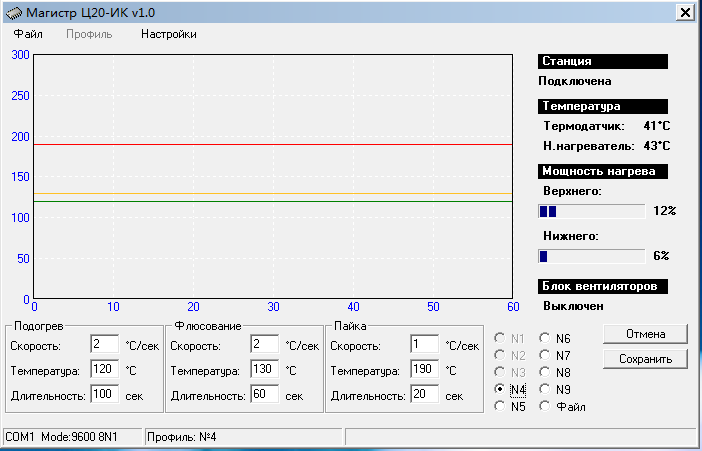 Магистр Ц20-ИК v1.0
Файл Профиль Настройки
300
250
200
150
100
50
0
0 10 20 30 40 50 60
Станция
Подключена
Температура
Термодатчик: 41°C
Н.нагреватель: 43°C
Мощность нагрева
Верхнего:
12%
Нижнего:
6%
Блок вентиляторов
Выключен
Подогрев
Скорость: 2 °C/сек
Температура: 120 °C
Длительность: 100 сек
Флюсование
Скорость: 2 °C/сек
Температура: 130 °C
Длительность: 60 сек
Пайка
Скорость: 1 °C/сек
Температура: 190 °C
Длительность: 20 сек
N1 N6
N2 N7
N3 N8
N4 N9
N5 Файл
Отмена
Сохранить
COM1 Mode:9600 8N1 Профиль: №4